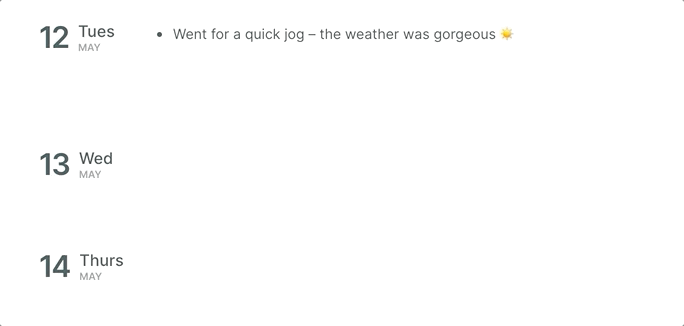 12 Tues
MAY
• Went for a quick jog – the weather was gorgeous ☀️
13 Wed
MAY
14 Thurs
MAY